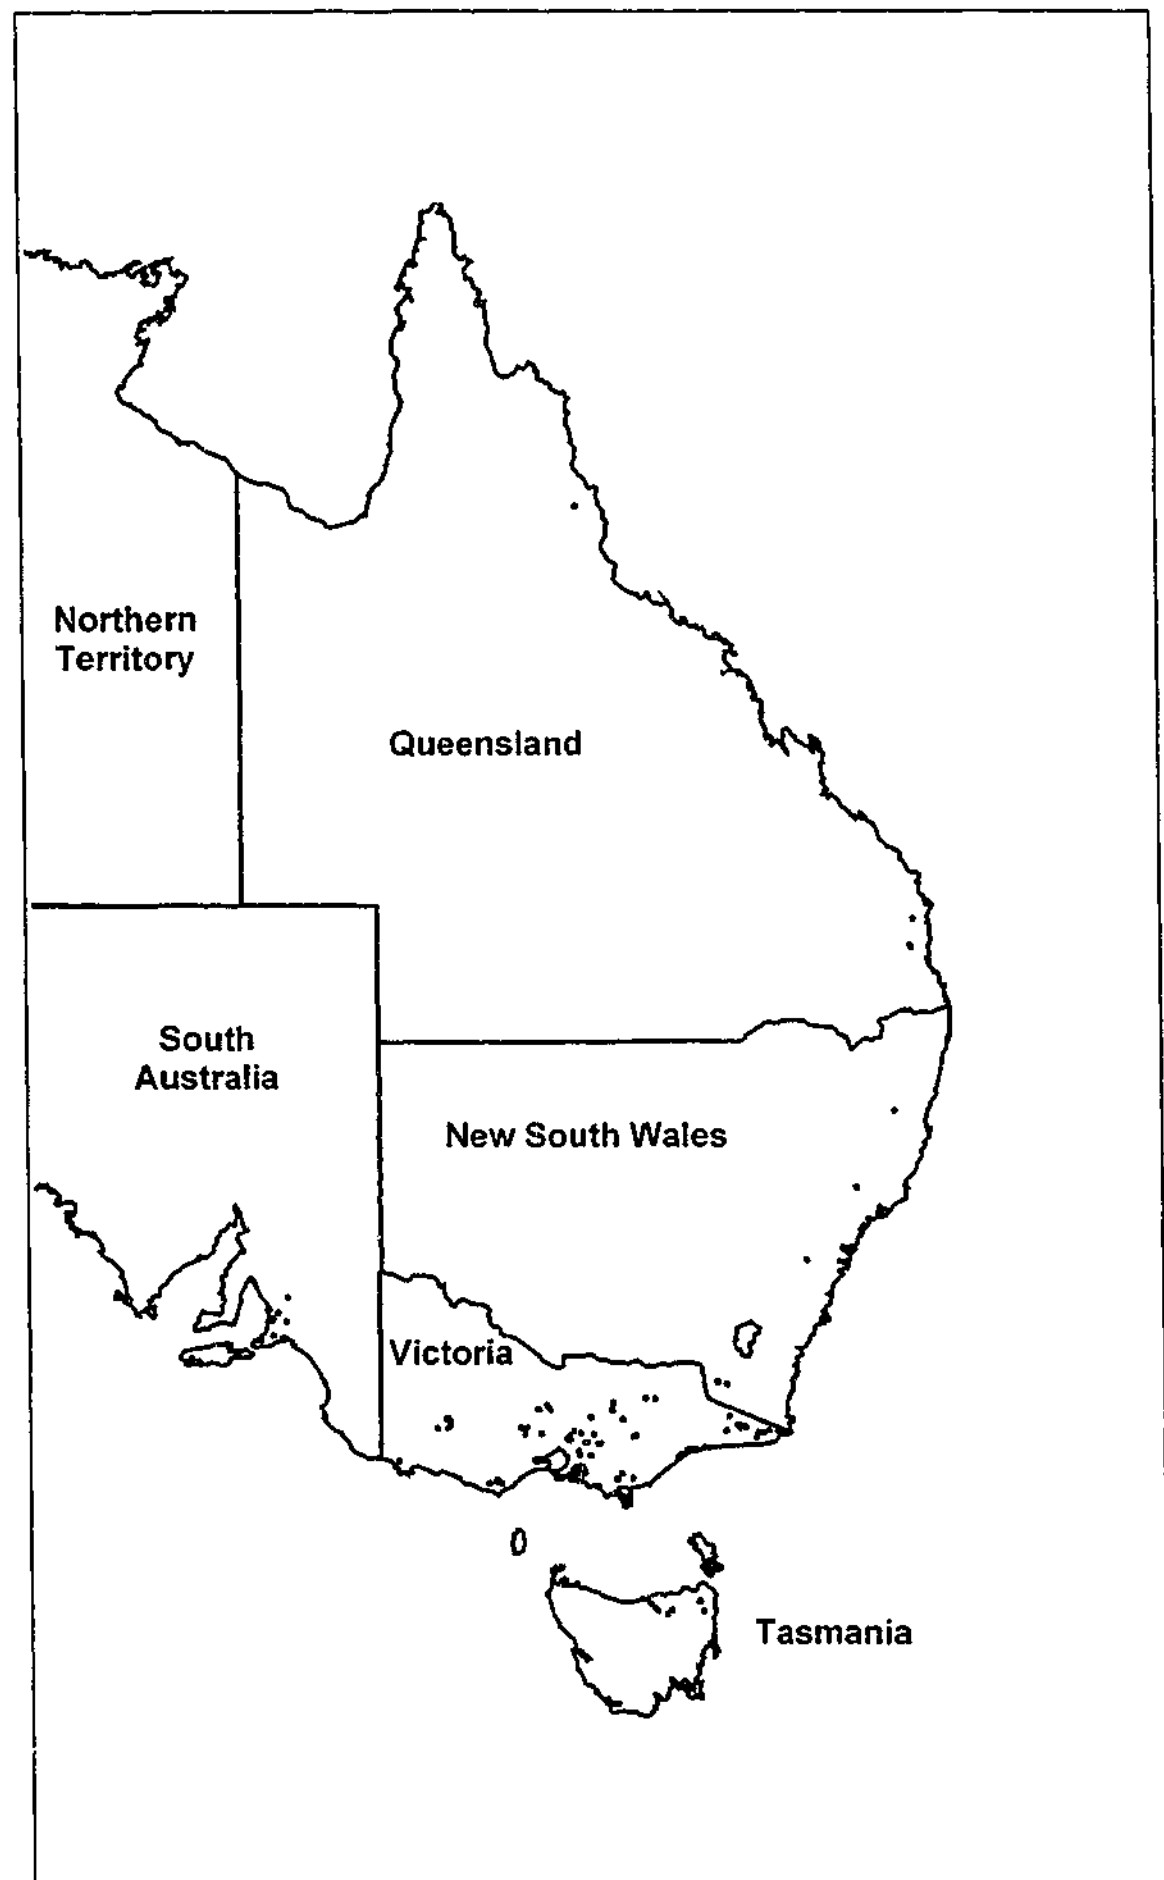 Northern
Territory
Queensland
South
Australia
New South Wales
Victoria
Tasmania